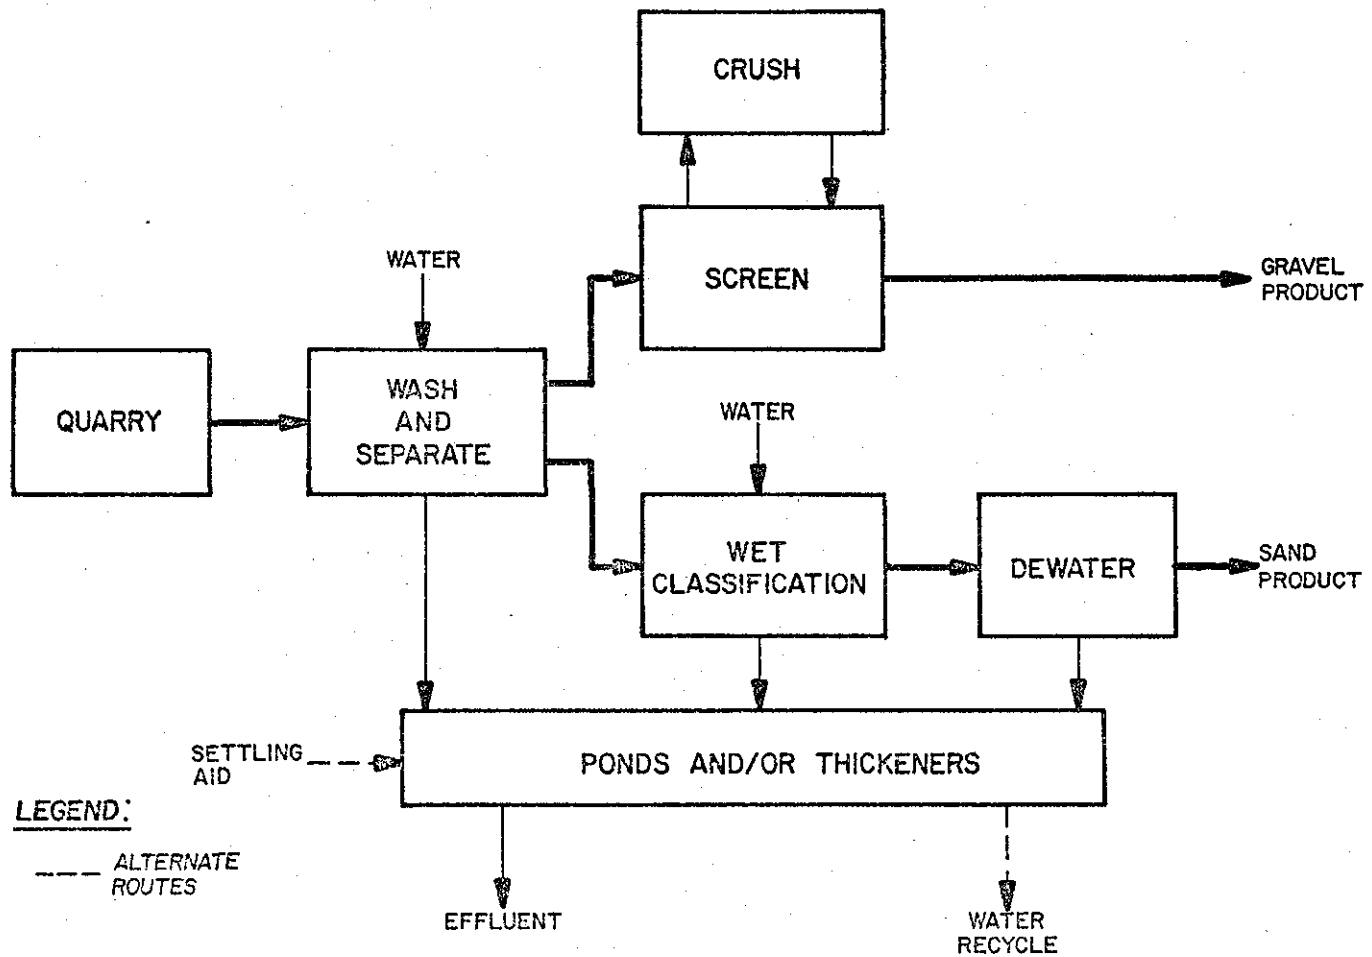 CRUSH
WATER
SCREEN
GRAVEL
PRODUCT
QUARRY
WASH
AND
SEPARATE
WATER
WET
CLASSIFICATION
DEWATER
SAND
PRODUCT
SETTLING
AID
PONDS AND/OR THICKENERS
LEGEND:
ALTERNATE
ROUTES
EFFLUENT
WATER
RECYCLE